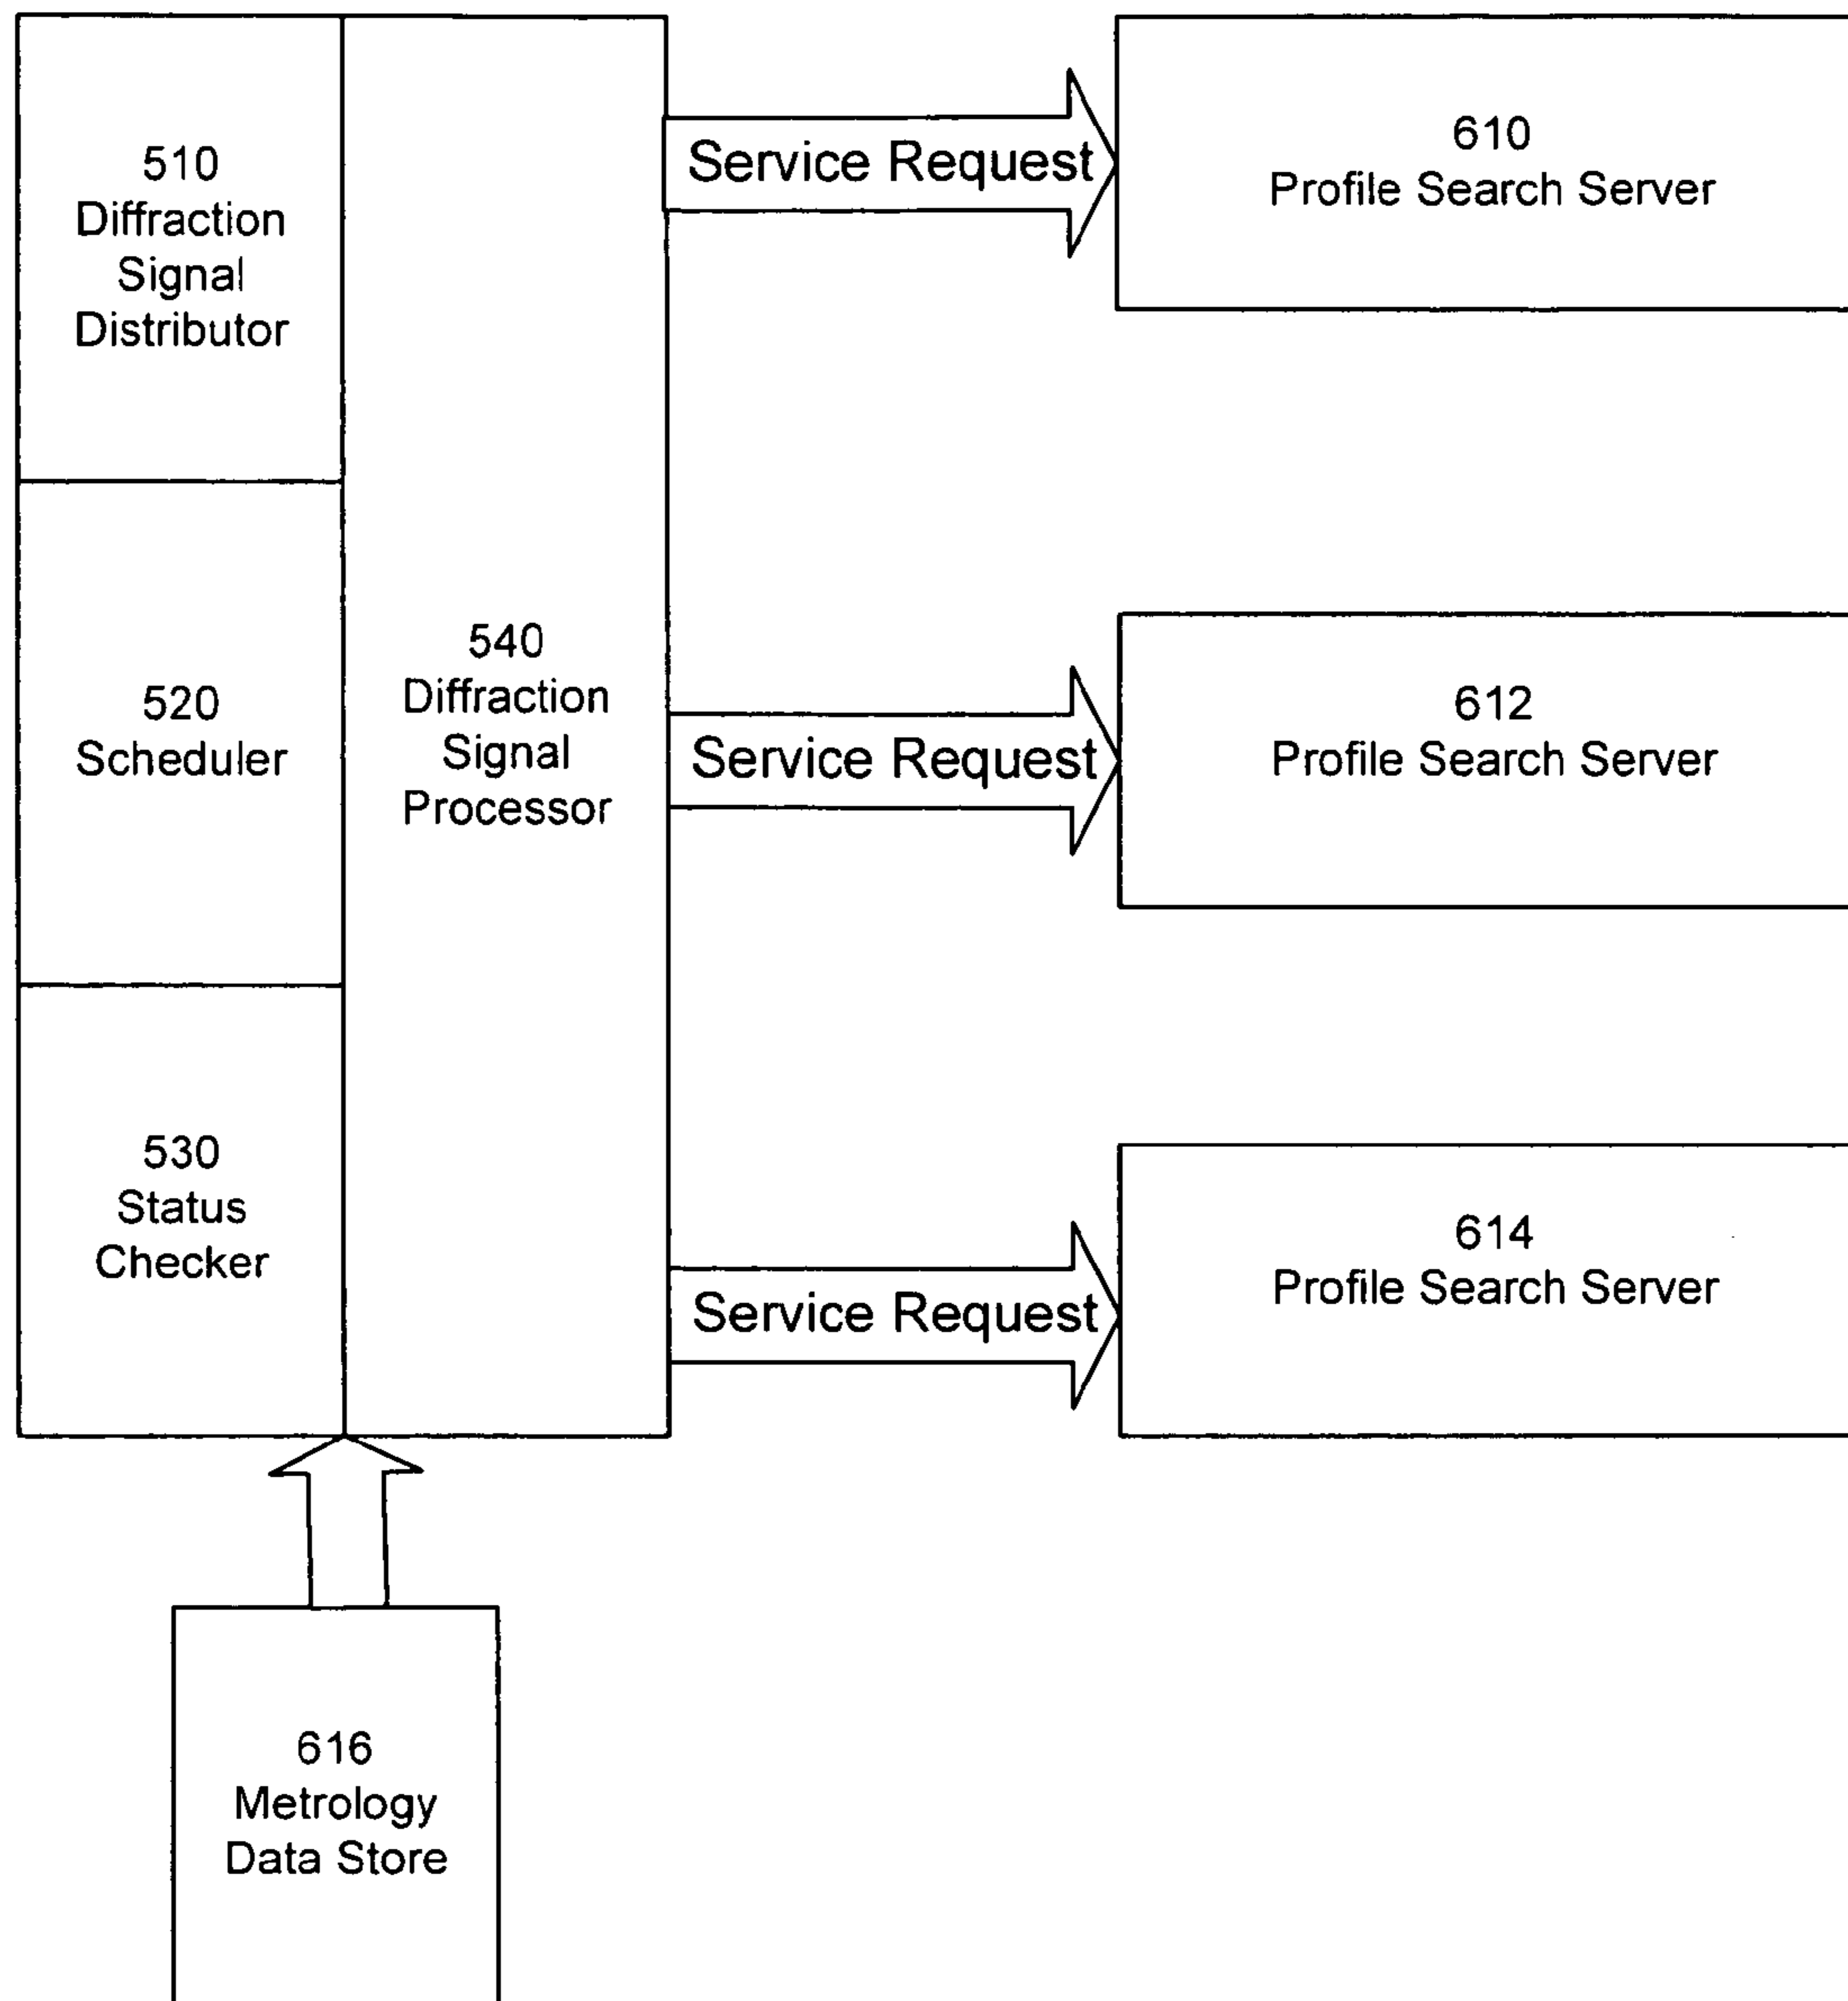 510
Diffraction
Signal
Distributor
520
Scheduler
530
Status
Checker
540
Diffraction
Signal
Processor
Service Request
610
Profile Search Server
Service Request
612
Profile Search Server
Service Request
614
Profile Search Server
616
Metrology
Data Store